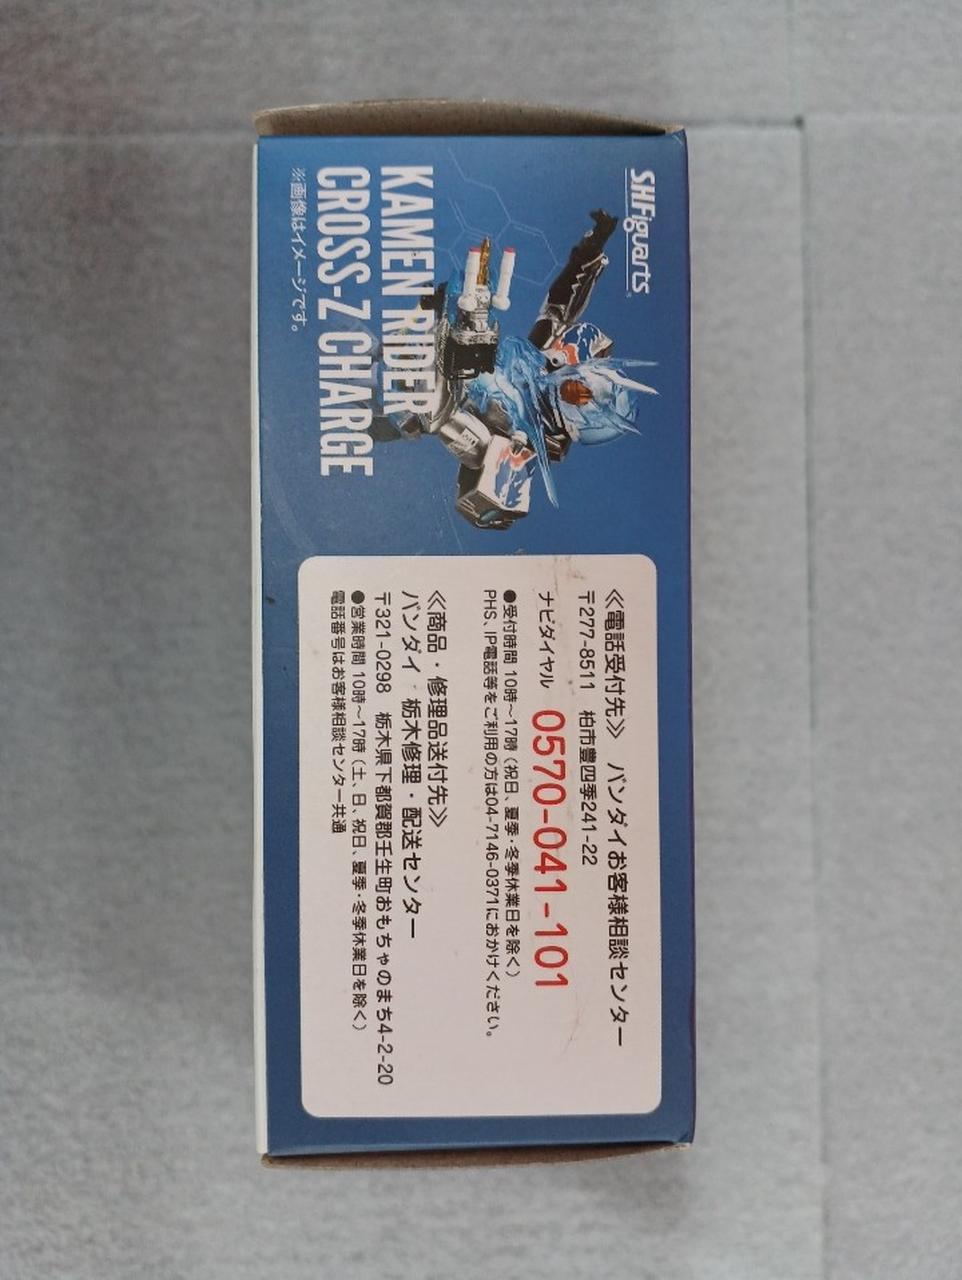 S.H.Figuarts
KAMEN RIDER
CROSS-Z CHARGE
※画像はイメージです。
《電話受付先》 バンダイお客様相談センター
〒277-8511 柏市豊四季241-22
ナビダイヤル 0570-041-101
●受付時間 10時〜17時(祝日、夏季・冬季休業日を除く)
PHS、IP電話等をご利用の方は04-7146-0371におかけください。
《商品・修理品送付先》
バンダイ 栃木修理・配送センター
〒321-0298 栃木県下都賀郡壬生町おもちゃのまち4-2-20
●営業時間 10時〜17時(土、日、祝日、夏季・冬季休業日を除く)
電話番号はお客様相談センター共通